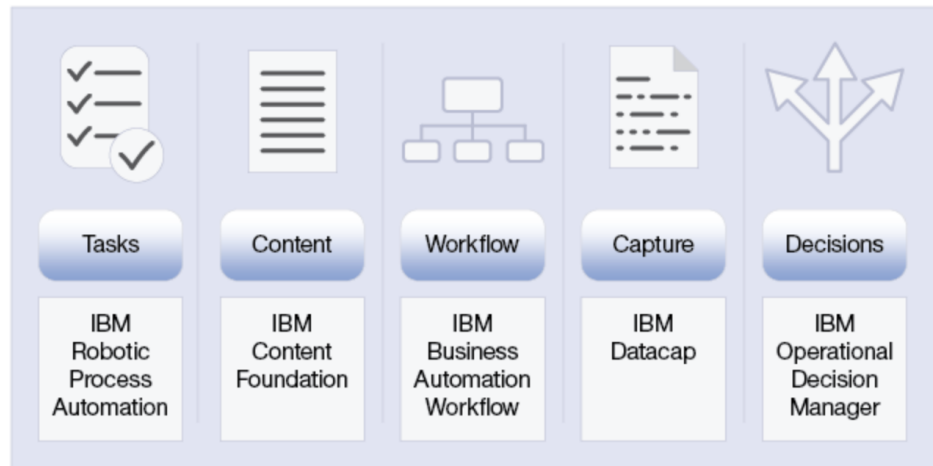 Tasks
Content
Workflow
Capture
Decisions
IBM
Robotic
Process
Automation
IBM
Content
Foundation
IBM
Business
Automation
Workflow
IBM
Datacap
IBM
Operational
Decision
Manager